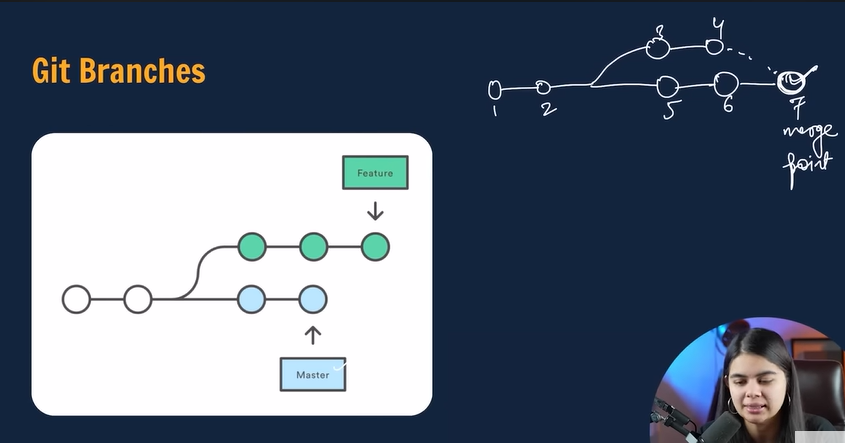 Git Branches
Feature
Master
3 4
1 2 5 6 7
merge
point